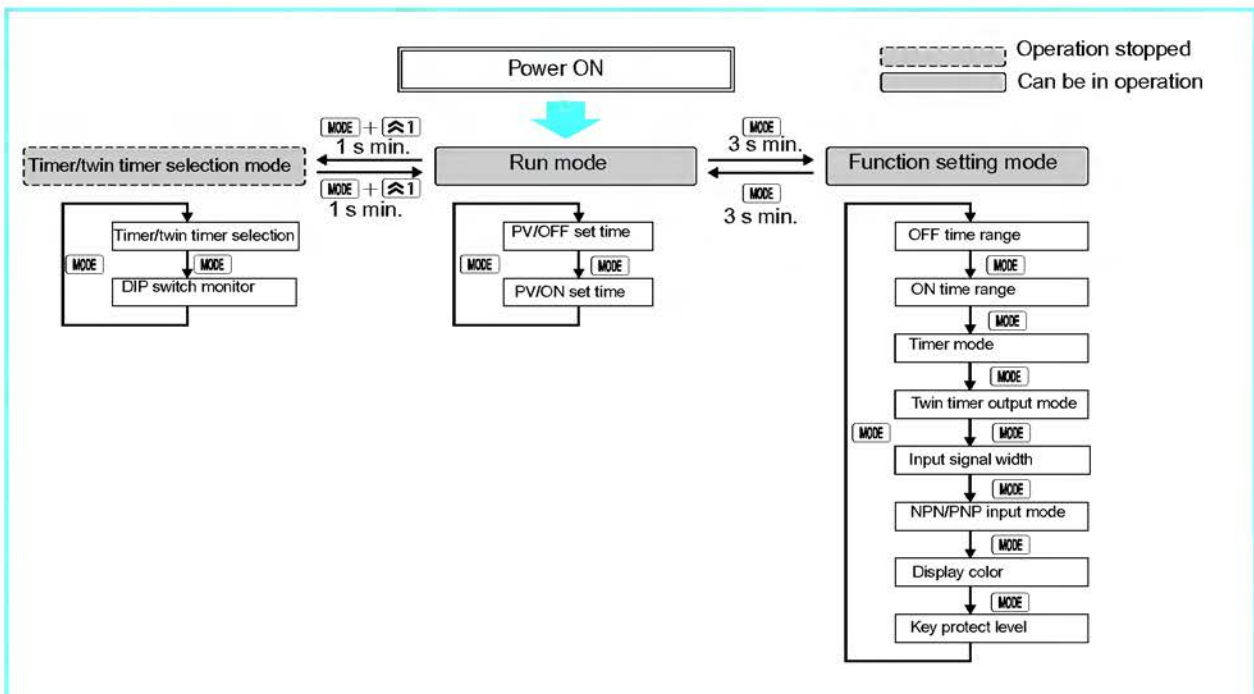 Power ON
Operation stopped
Can be in operation
MODE + ︽1
1 s min.
MODE
3 s min.
Timer/twin timer selection mode
Run mode
Function setting mode
MODE + ︽1
1 s min.
MODE
3 s min.
Timer/twin timer selection
MODE
MODE
DIP switch monitor
PV/OFF set time
MODE
MODE
PV/ON set time
OFF time range
MODE
ON time range
MODE
Timer mode
MODE
Twin timer output mode
MODE
MODE
Input signal width
MODE
NPN/PNP input mode
MODE
Display color
MODE
Key protect level